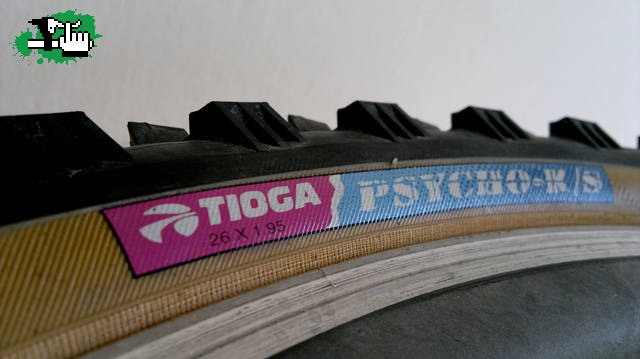 TIOGA PSYCHO-K/S
26 X 1.95